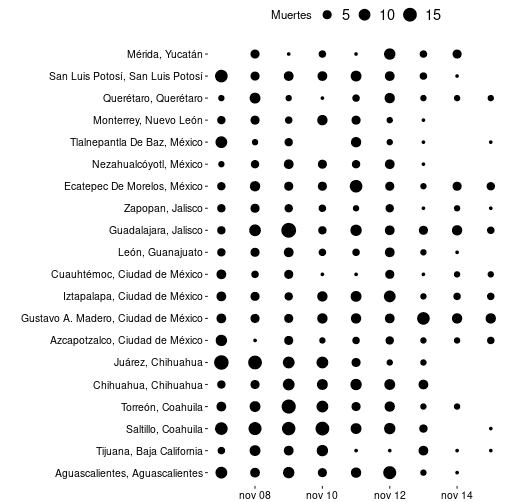 Muertes 5 10 15
Mérida, Yucatán
San Luis Potosí, San Luis Potosí
Querétaro, Querétaro
Monterrey, Nuevo León
Tlalnepantla De Baz, México
Nezahualcóyotl, México
Ecatepec De Morelos, México
Zapopan, Jalisco
Guadalajara, Jalisco
León, Guanajuato
Cuauhtémoc, Ciudad de México
Iztapalapa, Ciudad de México
Gustavo A. Madero, Ciudad de México
Azcapotzalco, Ciudad de México
Juárez, Chihuahua
Chihuahua, Chihuahua
Torreón, Coahuila
Saltillo, Coahuila
Tijuana, Baja California
Aguascalientes, Aguascalientes
nov 08 nov 10 nov 12 nov 14